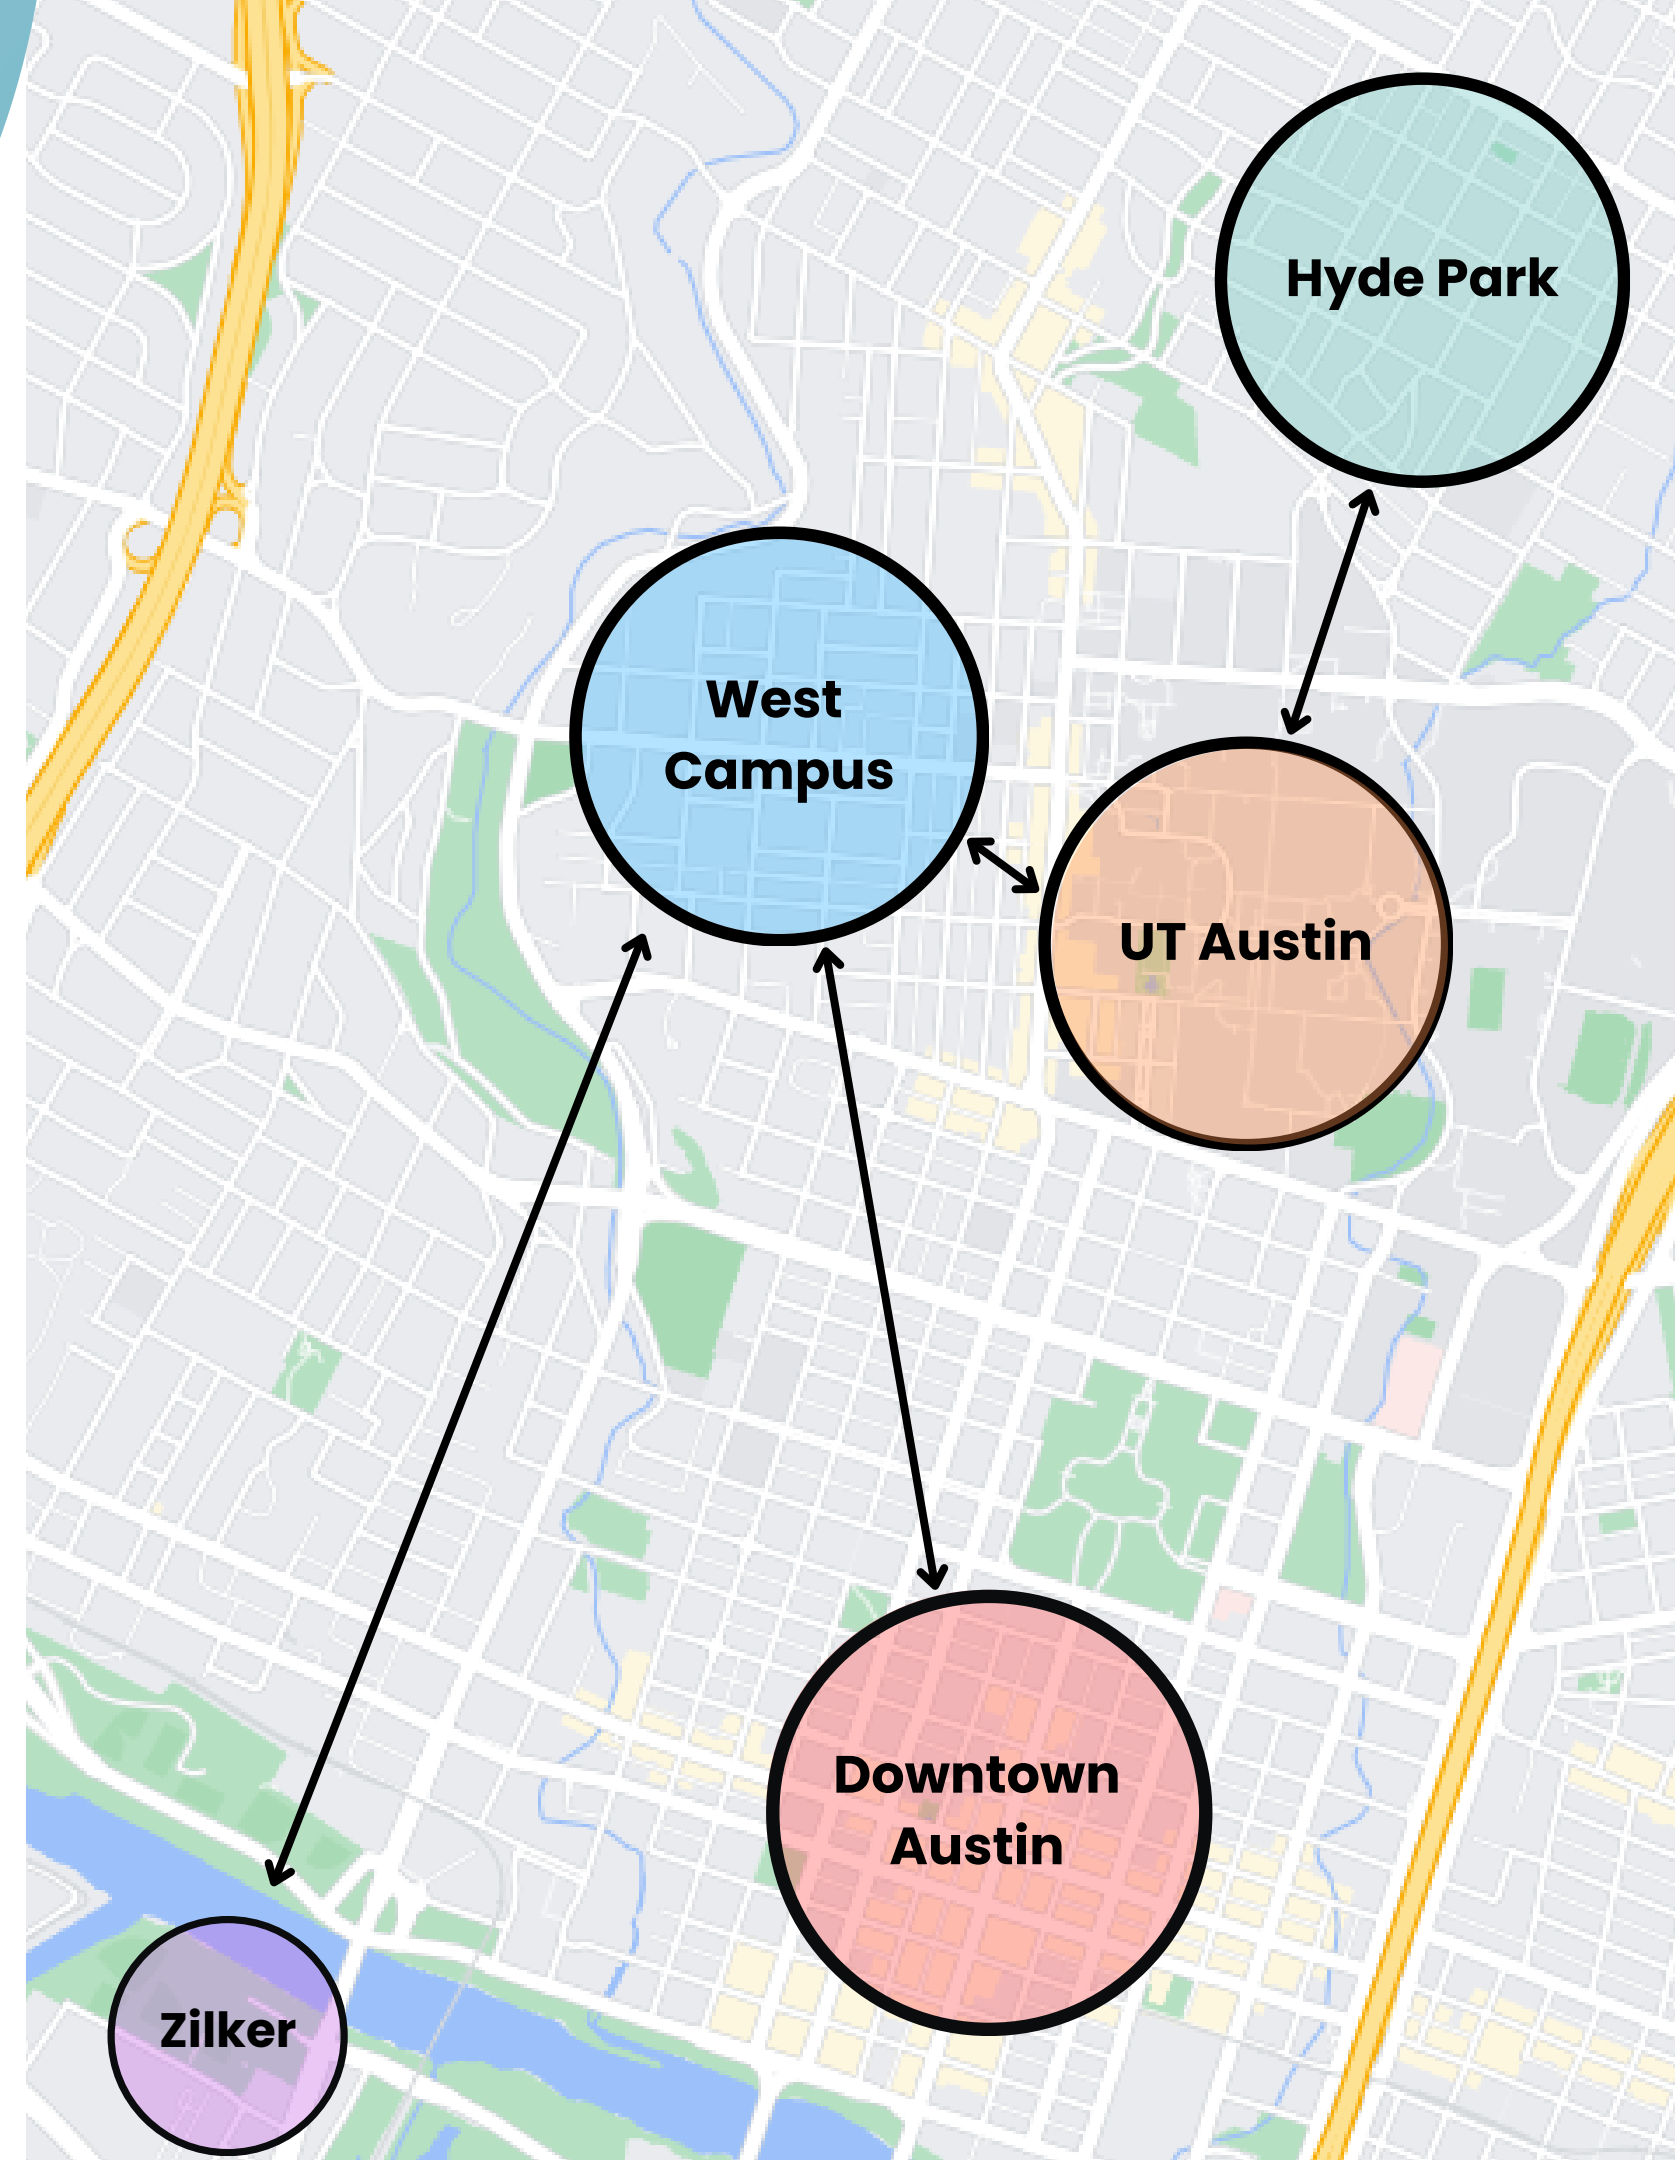 Hyde Park
West
Campus
UT Austin
Downtown
Austin
Zilker